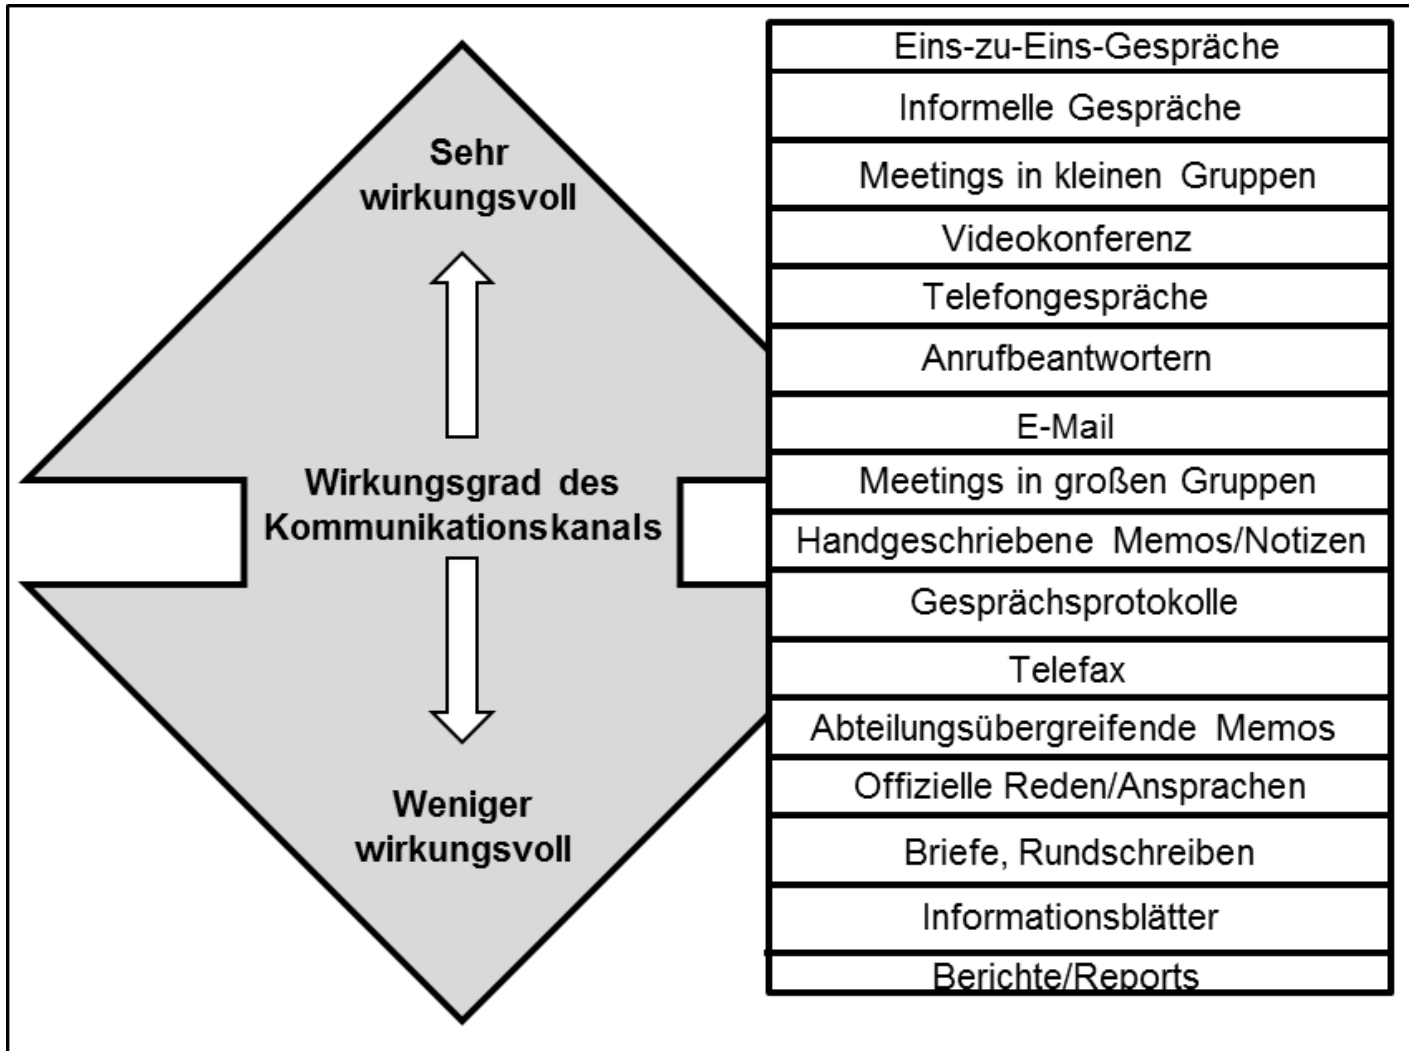 Sehr
wirkungsvoll
Wirkungsgrad des
Kommunikationskanals
Weniger
wirkungsvoll
Eins-zu-Eins-Gespräche
Informelle Gespräche
Meetings in kleinen Gruppen
Videokonferenz
Telefongespräche
Anrufbeantwortern
E-Mail
Meetings in großen Gruppen
Handgeschriebene Memos/Notizen
Gesprächsprotokolle
Telefax
Abteilungsübergreifende Memos
Offizielle Reden/Ansprachen
Briefe, Rundschreiben
Informationsblätter
Berichte/Reports